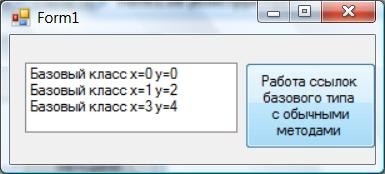 Form1
Базовый класс x=0 y=0
Базовый класс x=1 y=2
Базовый класс x=3 y=4
Работа ссылок
базового типа
с обычными
методами